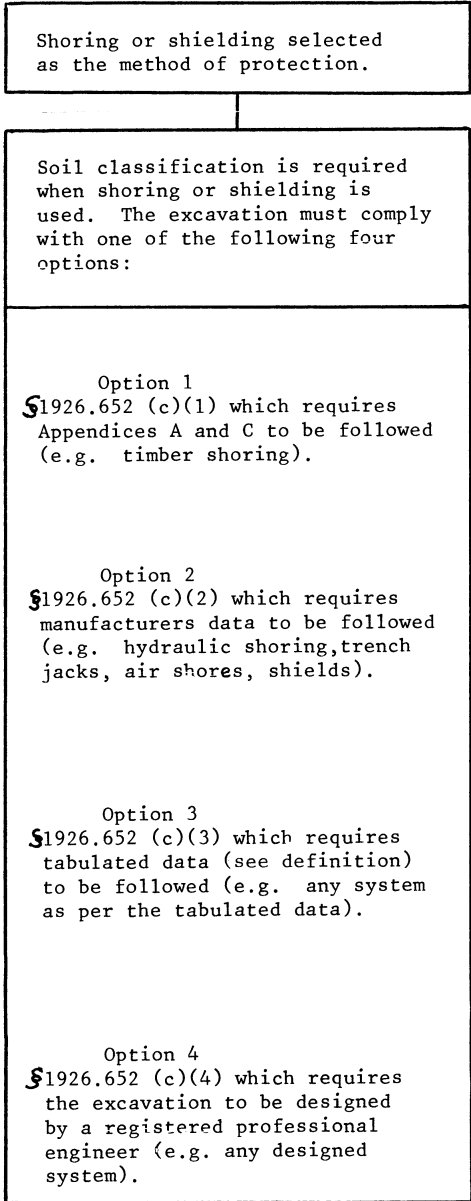 Shoring or shielding selected
as the method of protection.
Soil classification is required
when shoring or shielding is
used. The excavation must comply
with one of the following four
options:
Option 1
§1926.652 (c)(1) which requires
Appendices A and C to be followed
(e.g. timber shoring).
Option 2
§1926.652 (c)(2) which requires
manufacturers data to be followed
(e.g. hydraulic shoring,trench
jacks, air shores, shields).
Option 3
§1926.652 (c)(3) which requires
tabulated data (see definition)
to be followed (e.g. any system
as per the tabulated data).
Option 4
§1926.652 (c)(4) which requires
the excavation to be designed
by a registered professional
engineer (e.g. any designed
system).